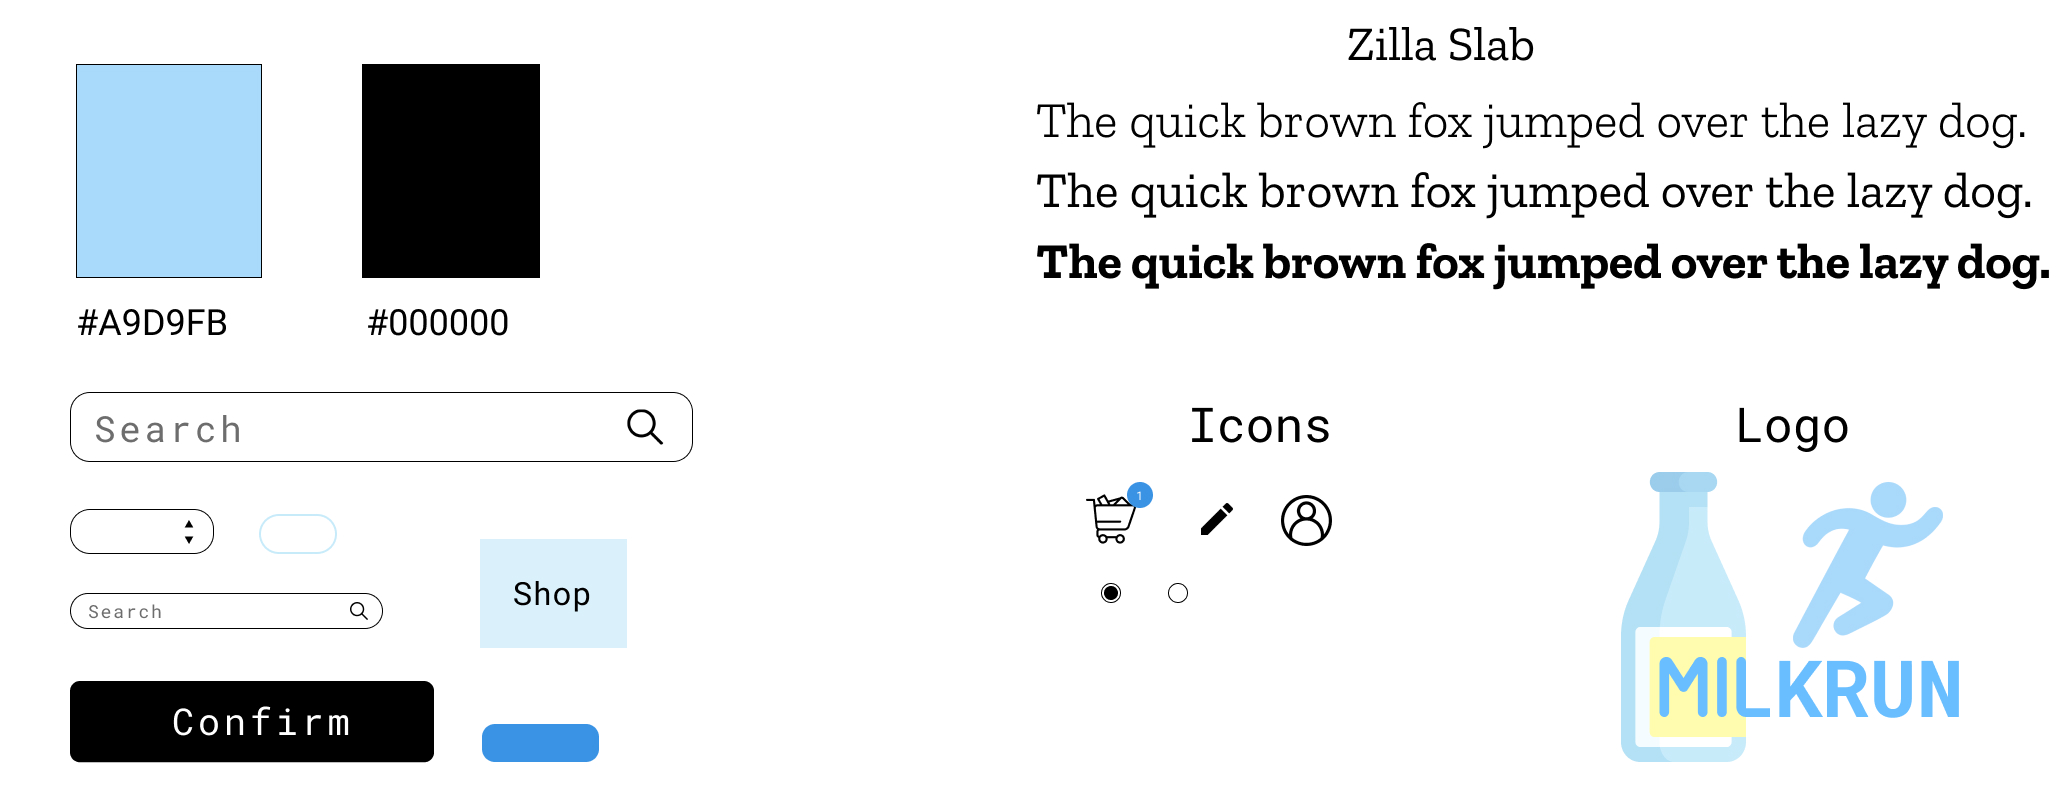 Zilla Slab
The quick brown fox jumped over the lazy dog.
The quick brown fox jumped over the lazy dog.
The quick brown fox jumped over the lazy dog.
#A9D9FB
#000000
Search
Search
Shop
Confirm
Icons
1
Logo
MILKRUN